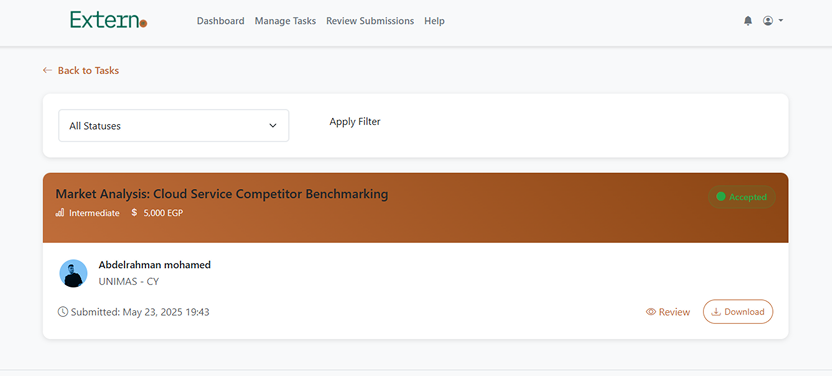 Extern
Dashboard Manage Tasks Review Submissions Help
← Back to Tasks
All Statuses
Apply Filter
Market Analysis: Cloud Service Competitor Benchmarking
Accepted
Intermediate $ 5,000 EGP
Abdelrahman mohamed
UNIMAS - CY
Submitted: May 23, 2025 19:43
Review
Download